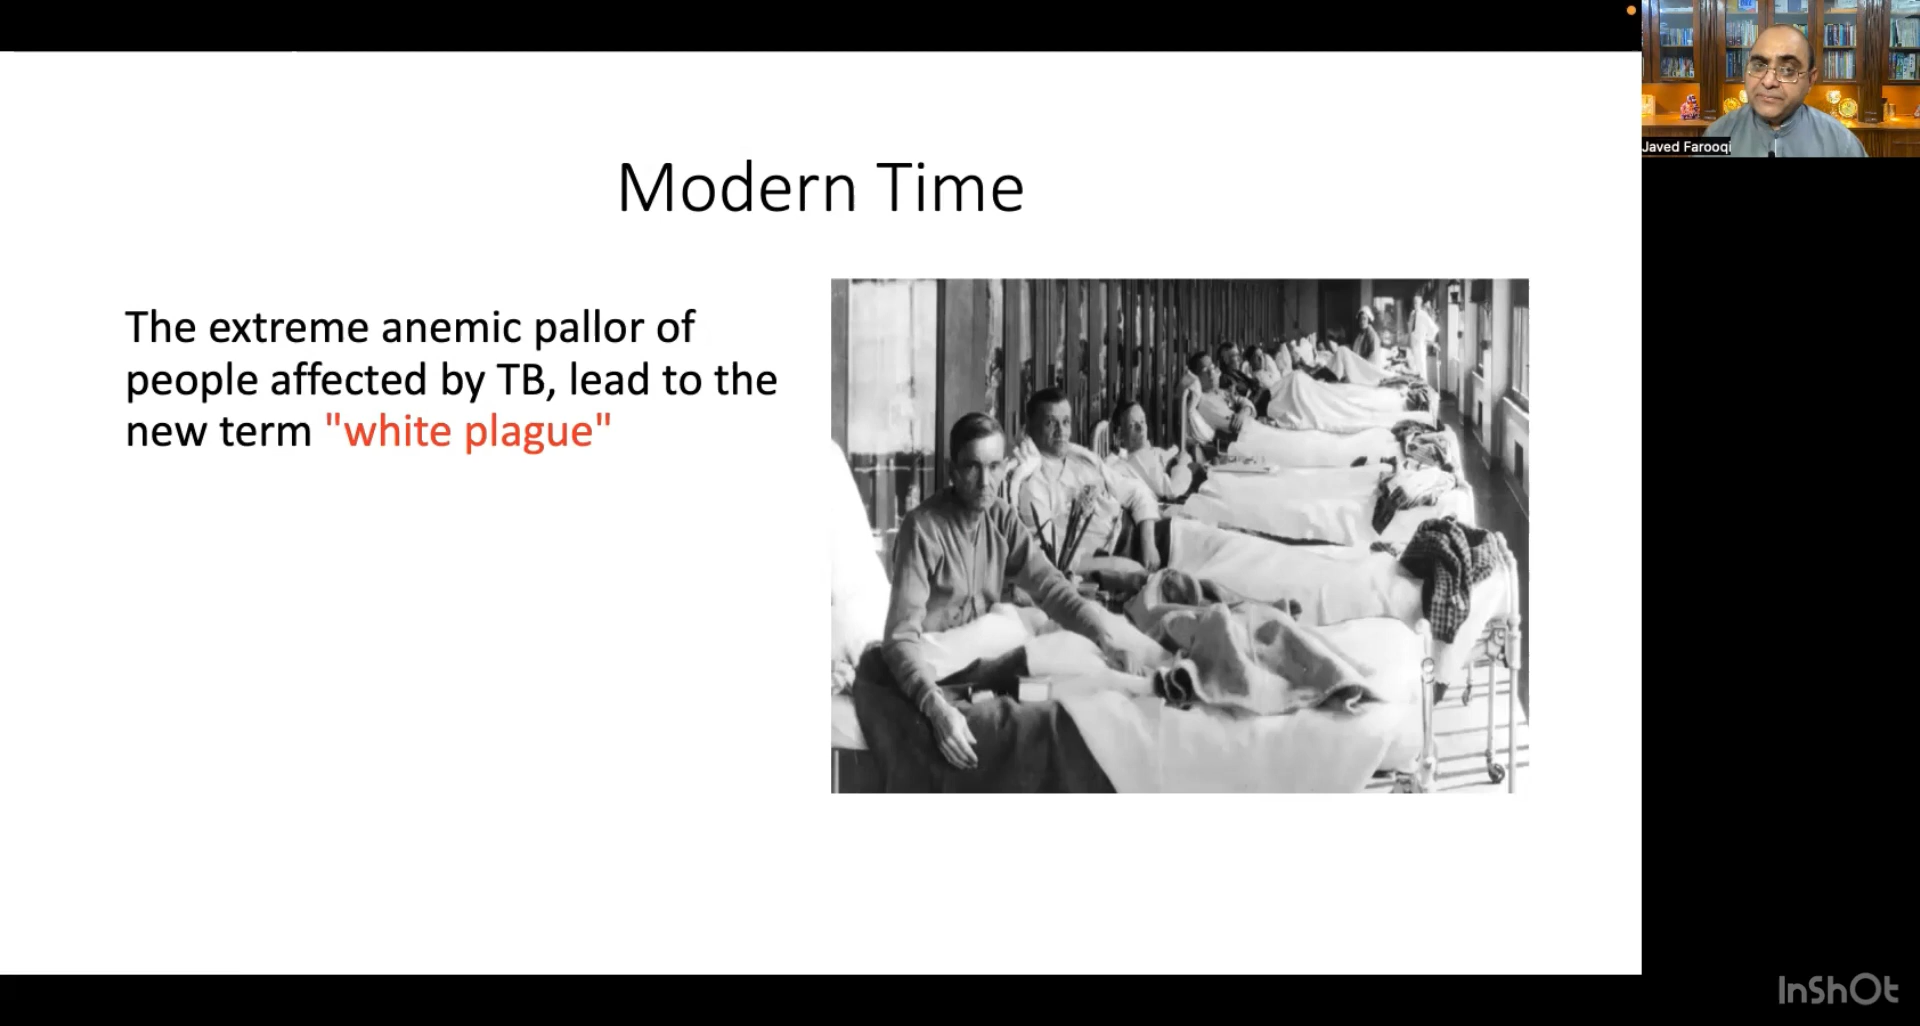 Javed Farooqi
Modern Time
The extreme anemic pallor of
people affected by TB, lead to the
new term "white plague"
InShOt